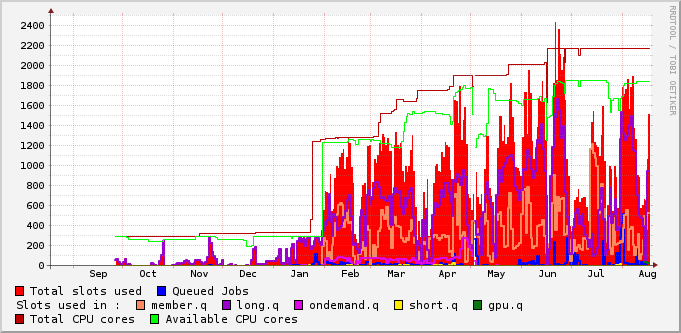 2400
2200
2000
1800
1600
1400
1200
1000
800
600
400
200
0
Sep Oct Nov Dec Jan Feb Mar Apr May Jun Jul Aug
RRDTOOL / TOBI OETIKER
Total slots used Queued Jobs
Slots used in : member.q long.q ondemand.q short.q gpu.q
Total CPU cores Available CPU cores